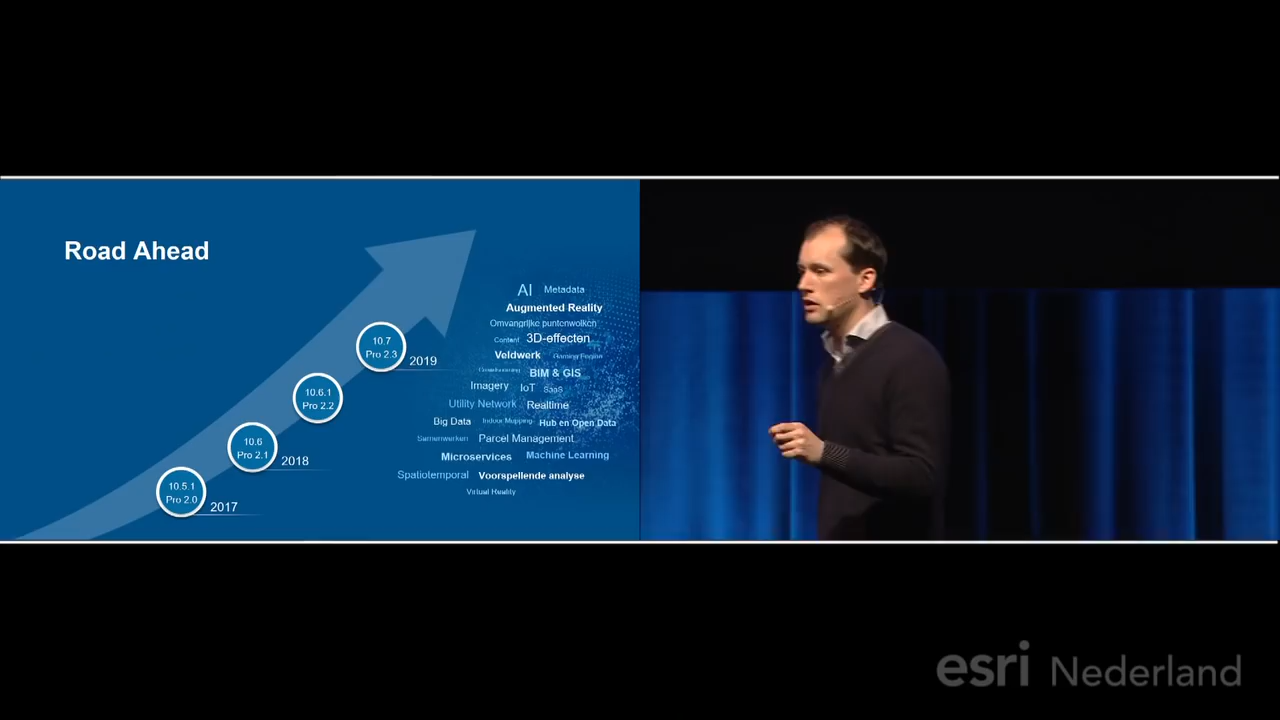 Road Ahead
AI Metadata
Augmented Reality
Omvangrijke puntenwolken
Content 3D-effecten
10.7
Pro 2.3
2019
Veldwerk Gaming Engine
Crowdsourcing BIM & GIS
Imagery IoT SaaS
10.6.1
Pro 2.2
Utility Network Realtime
Big Data Indoor Mapping Hub en Open Data
Samenwerken Parcel Management
10.6
Pro 2.1
2018
Microservices Machine Learning
Spatiotemporal Voorspellende analyse
Virtual Reality
10.5.1
Pro 2.0
2017
esri Nederland